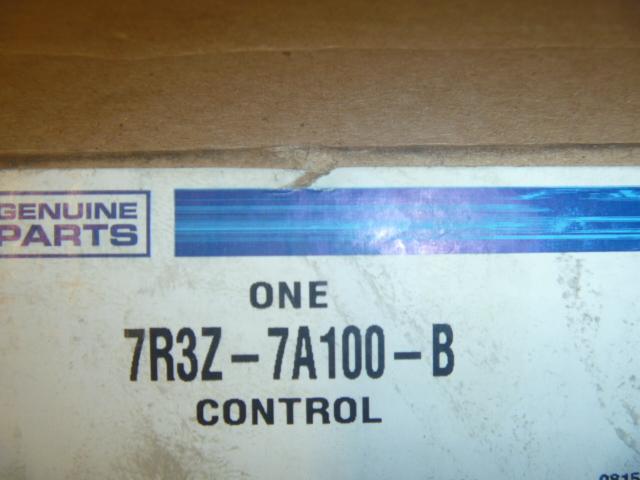 GENUINE
PARTS
ONE
7R3Z-7A100-B
CONTROL